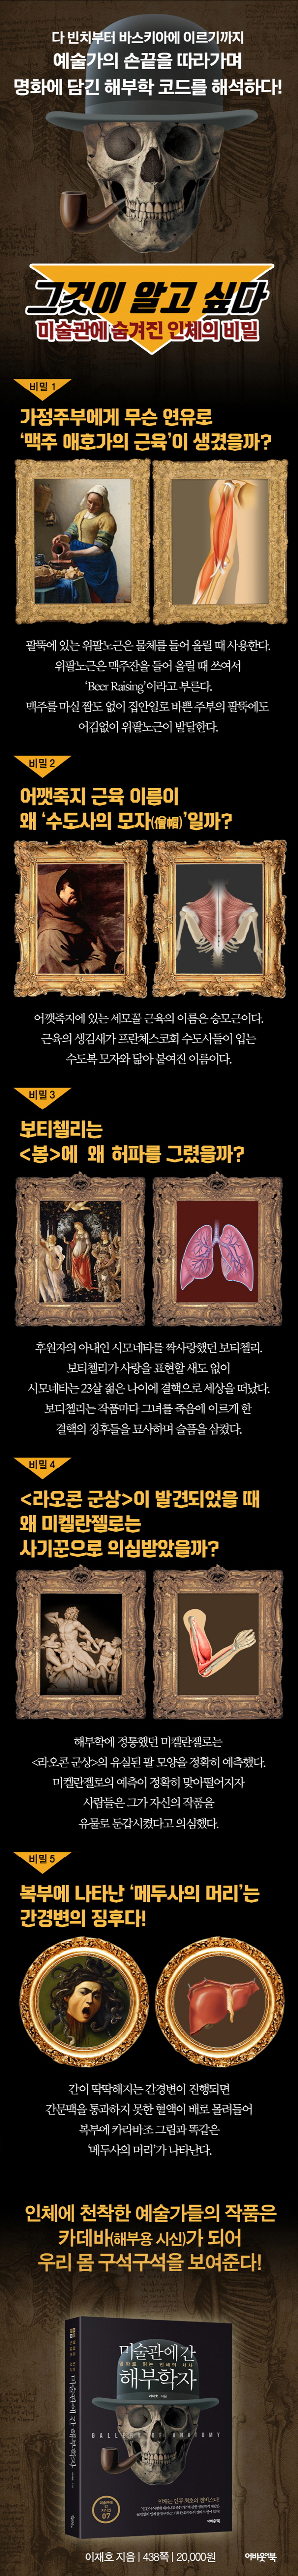 다 빈치부터 바스키아에 이르기까지
예술가의 손끝을 따라가며
명화에 담긴 해부학 코드를 해석하다!
그것이 알고 싶다
미술관에 숨겨진 인체의 비밀
비밀 1
가정주부에게 무슨 연유로
‘맥주 애호가의 근육’이 생겼을까?
팔뚝에 있는 위팔노근은 물체를 들어 올릴 때 사용한다.
위팔노근은 맥주잔을 들어 올릴 때 쓰여서
‘Beer Raising’이라고 부른다.
맥주를 마실 짬도 없이 집안일로 바쁜 주부의 팔뚝에도
어김없이 위팔노근이 발달한다.
비밀 2
어깻죽지 근육 이름이
왜 ‘수도사의 모자(僧帽)’일까?
어깻죽지에 있는 세모꼴 근육의 이름은 승모근이다.
근육의 생김새가 프란체스코회 수도사들이 입는
수도복 모자와 닮아 붙여진 이름이다.
비밀 3
보티첼리는
<봄>에 왜 허파를 그렸을까?
후원자의 아내인 시모네타를 짝사랑했던 보티첼리.
보티첼리가 사랑을 표현할 새도 없이
시모네타는 23살 젊은 나이에 결핵으로 세상을 떠났다.
보티첼리는 작품마다 그녀를 죽음에 이르게 한
결핵의 징후들을 묘사하며 슬픔을 삼켰다.
비밀 4
<라오콘 군상>이 발견되었을 때
왜 미켈란젤로는
사기꾼으로 의심받았을까?
해부학에 정통했던 미켈란젤로는
<라오콘 군상>의 유실된 팔 모양을 정확히 예측했다.
미켈란젤로의 예측이 정확히 맞아떨어지자
사람들은 그가 자신의 작품을
유물로 둔갑시켰다고 의심했다.
비밀 5
복부에 나타난 ‘메두사의 머리’는
간경변의 징후다!
간이 딱딱해지는 간경변이 진행되면
간문맥을 통과하지 못한 혈액이 배로 몰려들어
복부에 카라바조 그림과 똑같은
‘메두사의 머리’가 나타난다.
인체에 천착한 예술가들의 작품은
카데바(해부용 시신)가 되어
우리 몸 구석구석을 보여준다!
미술관에 간
해부학자
이재호 지음
GALLERY OF ANATOMY
07
어바웃어북
미술관에 간 해부학자
이재호 지음 | 438쪽 | 20,000원
어바웃어북